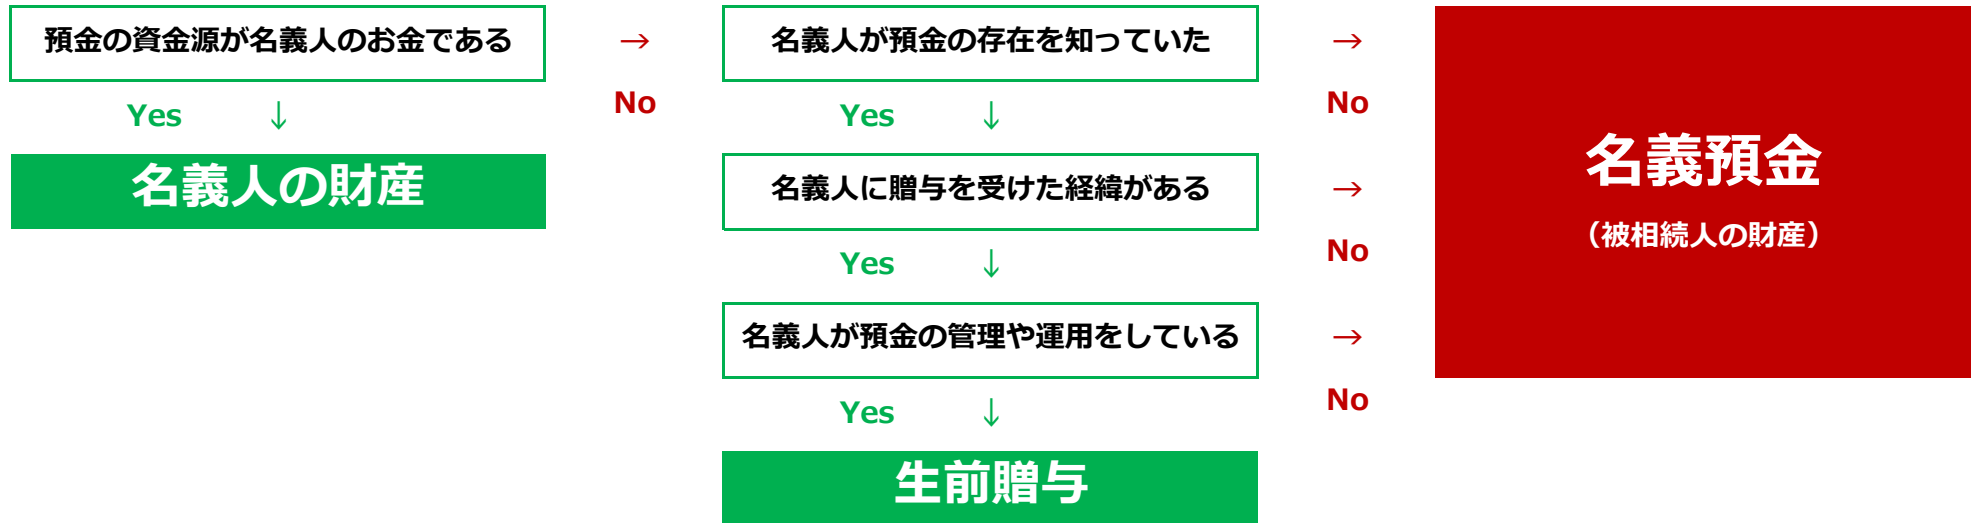 預金の資金源が名義人のお金である
→
No
名義人が預金の存在を知っていた
→
No
Yes ↓
Yes ↓
名義人の財産
名義人に贈与を受けた経緯がある
→
No
Yes ↓
名義人が預金の管理や運用をしている
→
No
Yes ↓
生前贈与
名義預金
（被相続人の財産）